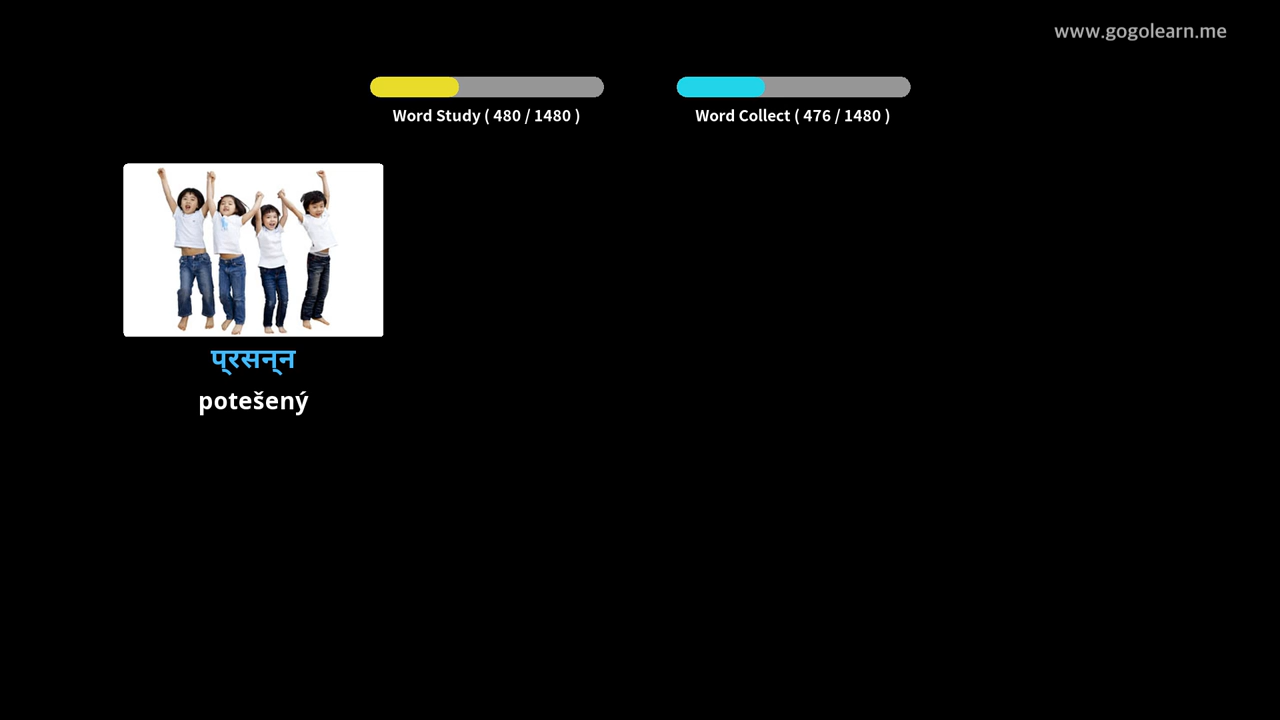 www.gogolearn.me
Word Study ( 480 / 1480 )
Word Collect ( 476 / 1480 )
प्रसन्न
potešený